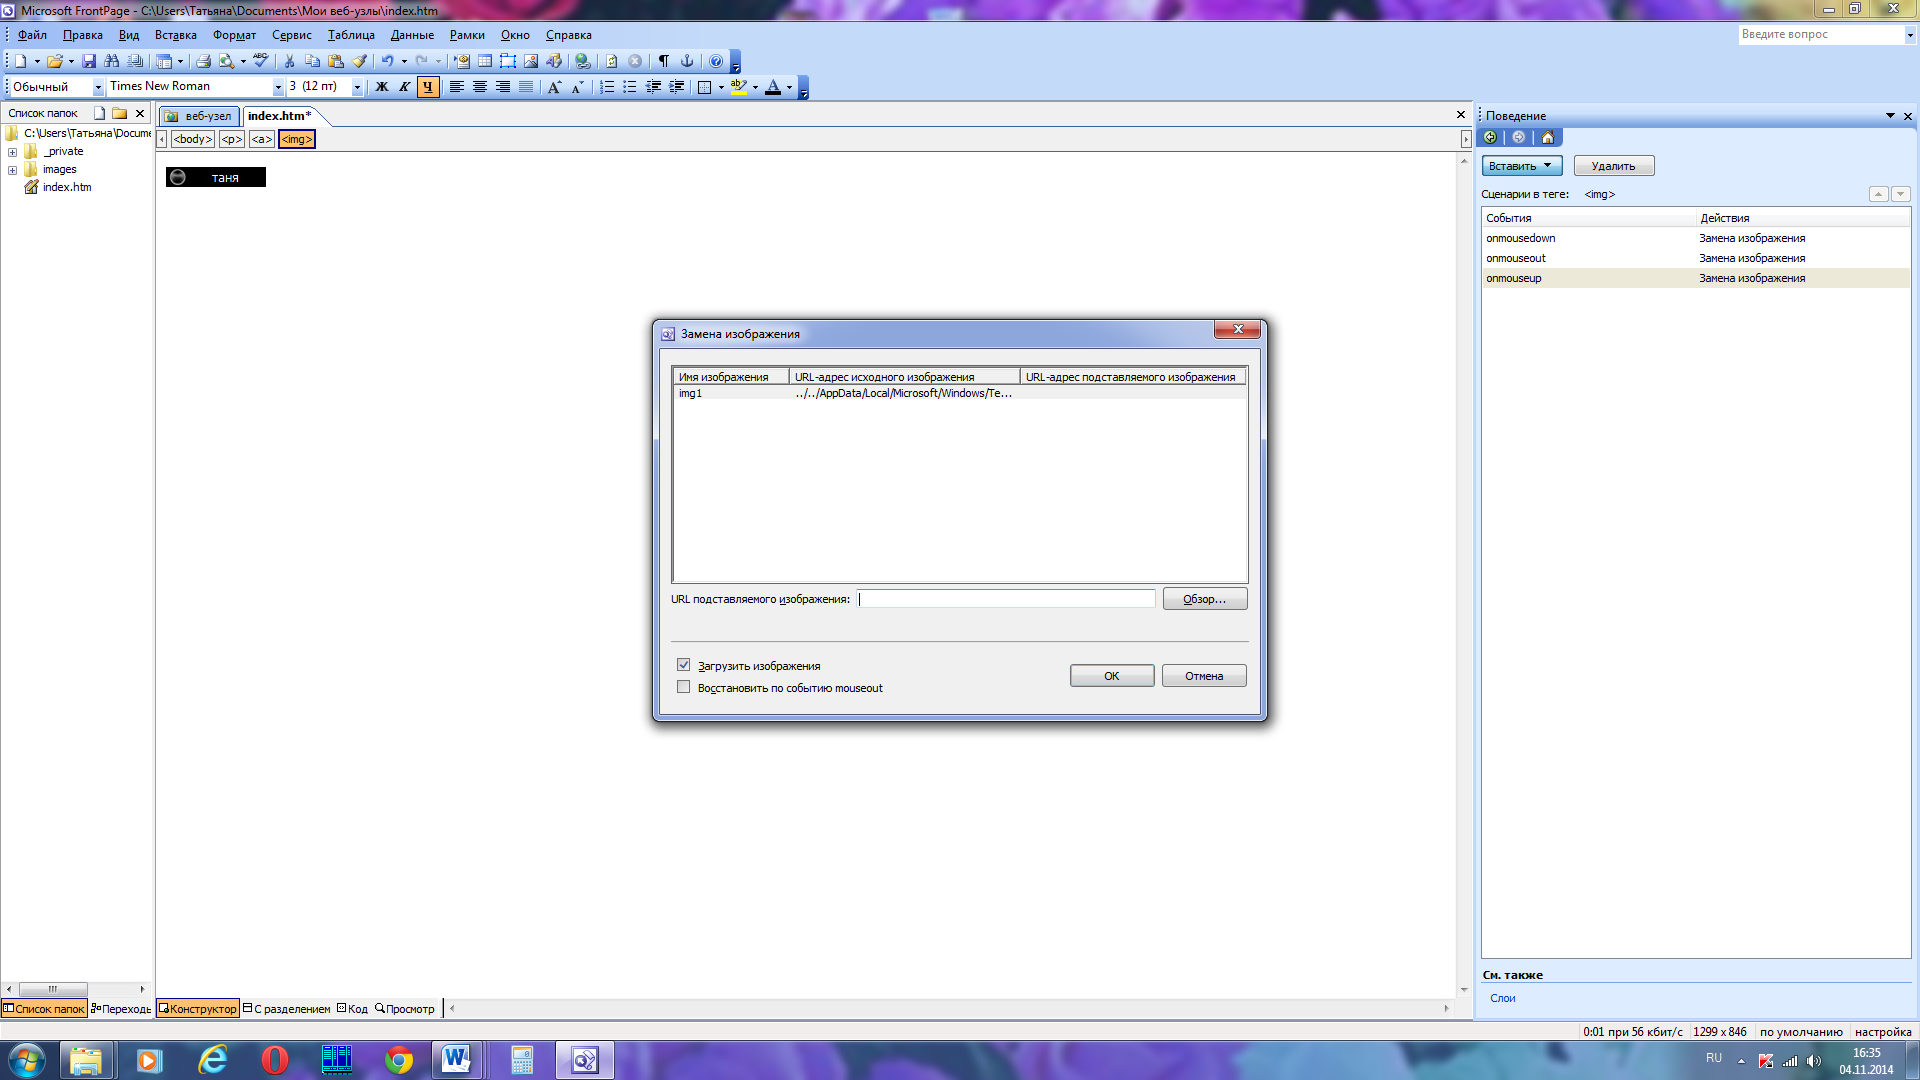 Microsoft FrontPage - C:\Users\Татьяна\Documents\Мои веб-узлы\index.htm
Файл Правка Вид Вставка Формат Сервис Таблица Данные Рамки Окно Справка
Введите вопрос
Обычный Times New Roman 3 (12 пт) Ж К Ч
Список папок
веб-узел index.htm*
Поведение
C:\Users\Татьяна\Docume
<body> <p> <a> <img>
_private
images
index.htm
таня
Вставить Удалить
Сценарии в теге: <img>
События Действия
onmousedown Замена изображения
onmouseout Замена изображения
onmouseup Замена изображения
Замена изображения
Имя изображения URL-адрес исходного изображения URL-адрес подставляемого изображения
img1 ../../AppData/Local/Microsoft/Windows/Te...
URL подставляемого изображения: Обзор...
Загрузить изображения
Восстановить по событию mouseout
ОК Отмена
См. также
Слои
Список папок Переходы Конструктор С разделением Код Просмотр
0:01 при 56 кбит/с 1299 x 846 по умолчанию настройка
RU
16:35
04.11.2014